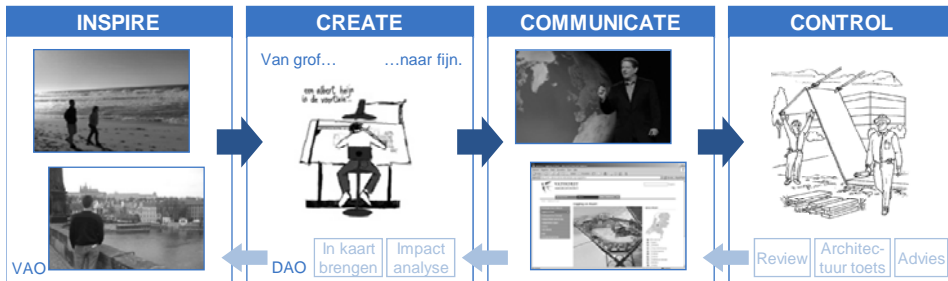 INSPIRE
CREATE
COMMUNICATE
CONTROL
Van grof…
…naar fijn.
een albert heijn
in de voortuin..
VAO
DAO
In kaart
brengen
Impact
analyse
Review
Architec-
tuur toets
Advies